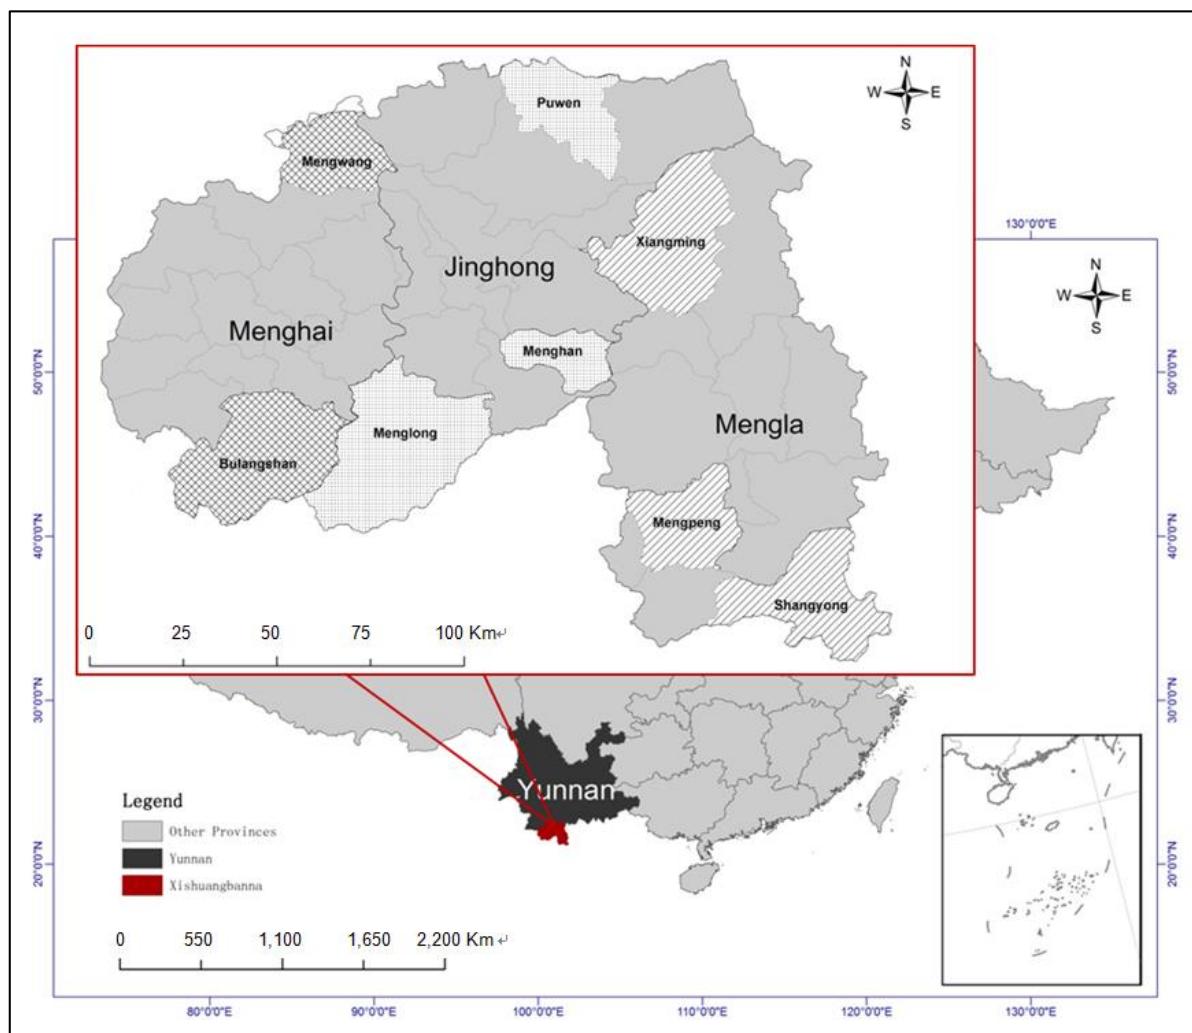 N
W E
S
Puwen
Mengwang
Xiangming
Jinghong
Menghai
Menghan
Mengla
Menglong
Bulangshan
Mengpeng
Shangyong
0 25 50 75 100 Km↵
130°0'0"E
N
W E
S
50°0'0"N
40°0'0"N
30°0'0"N
20°0'0"N
50°0'0"N
40°0'0"N
30°0'0"N
20°0'0"N
Yunnan
Legend
Other Provinces
Yunnan
Xishuangbanna
0 550 1,100 1,650 2,200 Km↵
80°0'0"E 90°0'0"E 100°0'0"E 110°0'0"E 120°0'0"E 130°0'0"E